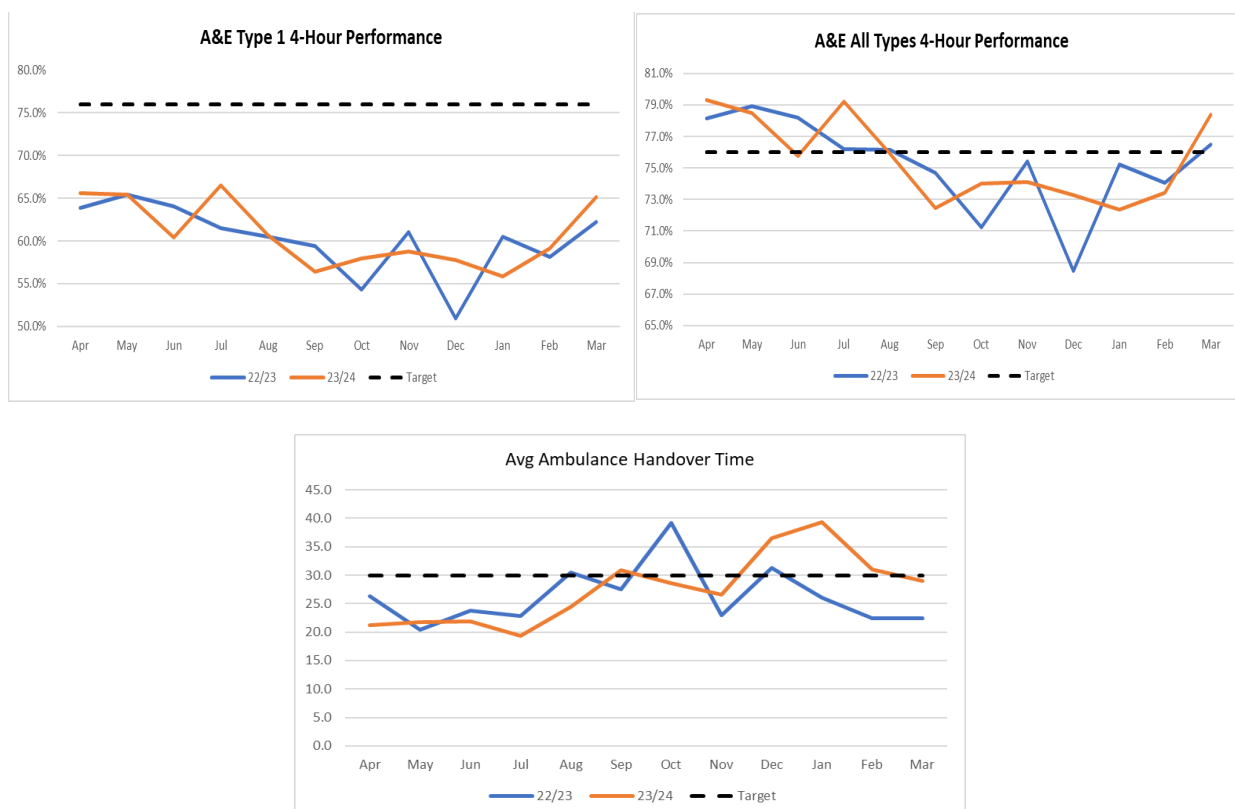 A&E Type 1 4-Hour Performance
80.0%
75.0%
70.0%
65.0%
60.0%
55.0%
50.0%
Apr May Jun Jul Aug Sep Oct Nov Dec Jan Feb Mar
22/23 23/24 Target
A&E All Types 4-Hour Performance
81.0%
79.0%
77.0%
75.0%
73.0%
71.0%
69.0%
67.0%
65.0%
Apr May Jun Jul Aug Sep Oct Nov Dec Jan Feb Mar
22/23 23/24 Target
Avg Ambulance Handover Time
45.0
40.0
35.0
30.0
25.0
20.0
15.0
10.0
5.0
0.0
Apr May Jun Jul Aug Sep Oct Nov Dec Jan Feb Mar
22/23 23/24 Target